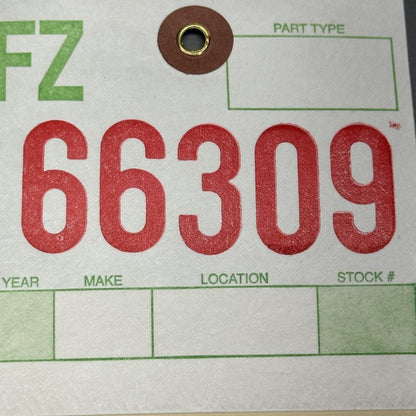 FZ
PART TYPE
66309
YEAR MAKE LOCATION STOCK #